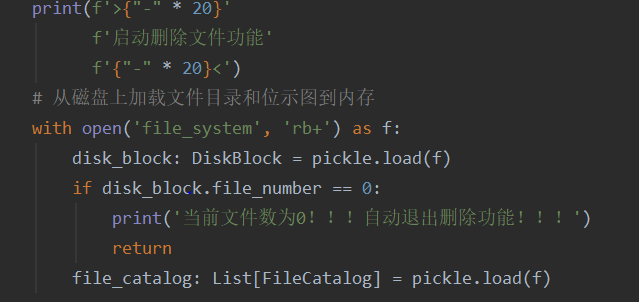 print(f'>{"-" * 20}'
f'启动删除文件功能'
f'{"-" * 20}<')
# 从磁盘上加载文件目录和位示图到内存
with open('file_system', 'rb+') as f:
disk_block: DiskBlock = pickle.load(f)
if disk_block.file_number == 0:
print('当前文件数为0！！！自动退出删除功能！！！')
return
file_catalog: List[FileCatalog] = pickle.load(f)